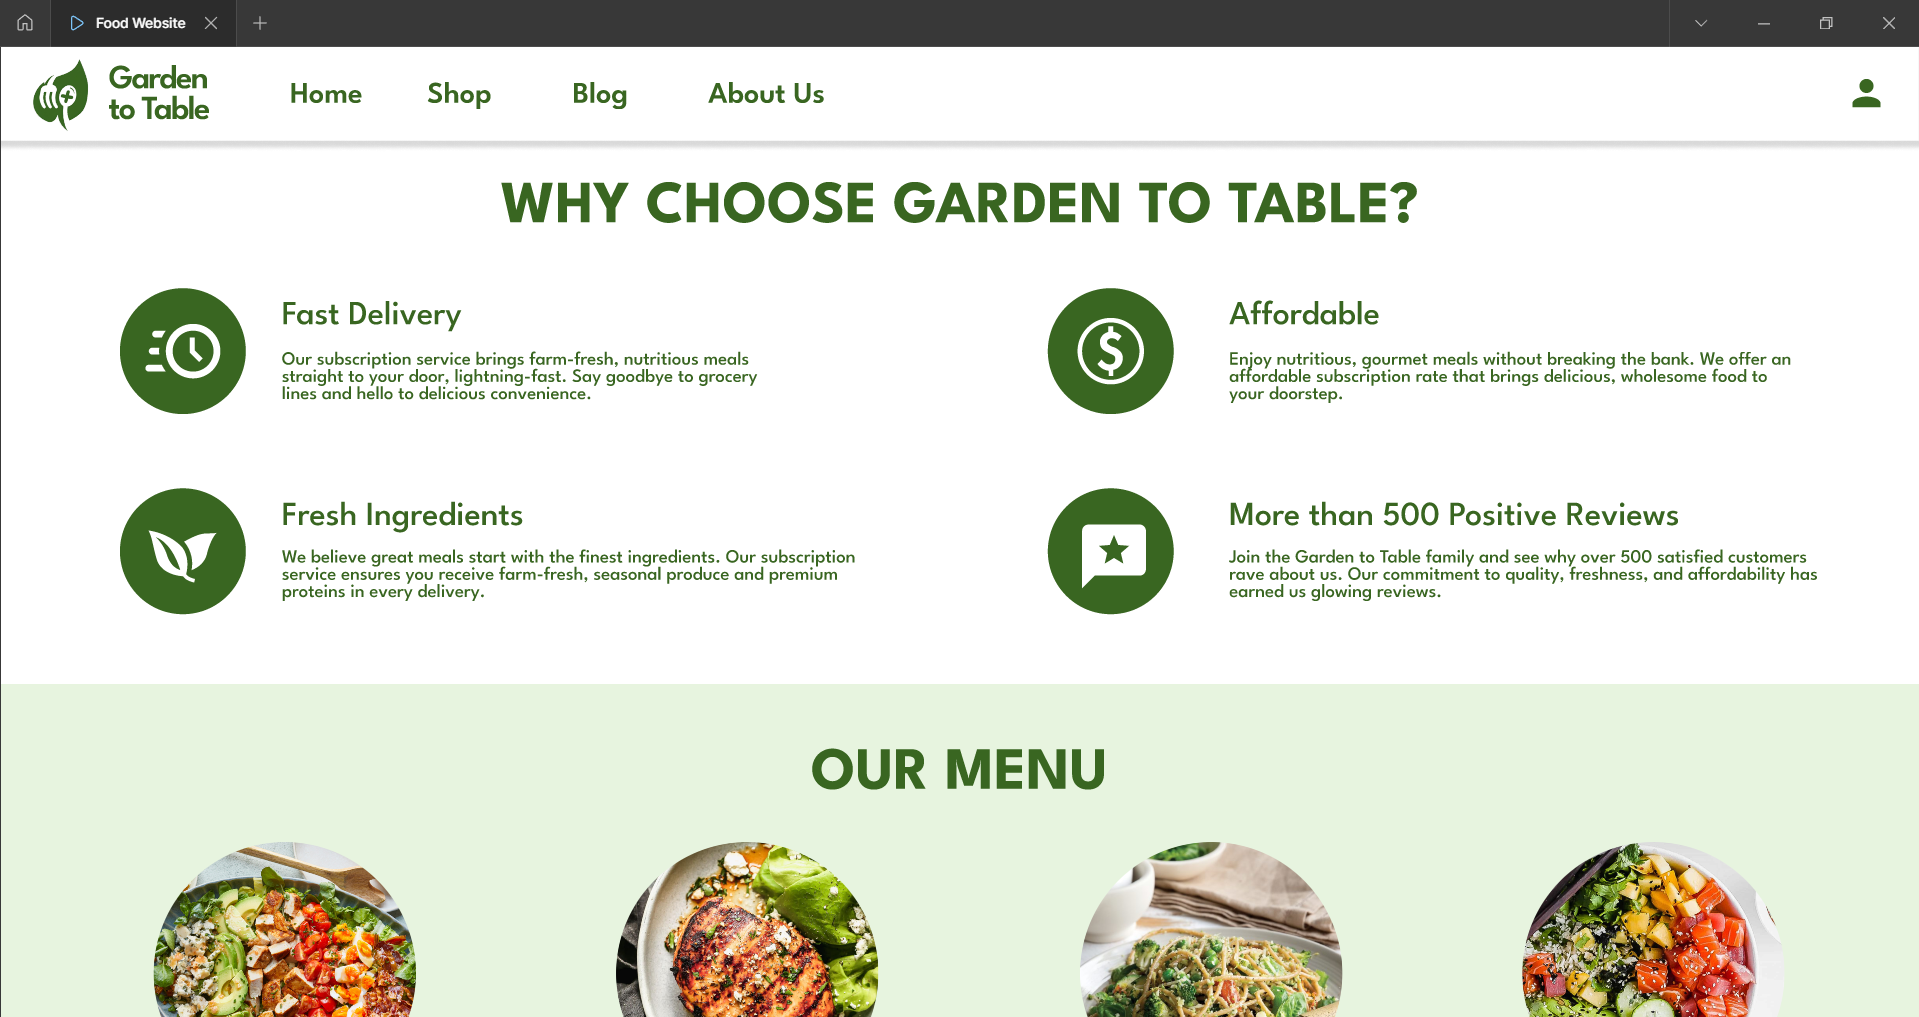 Food Website
Garden
to Table
Home
Shop
Blog
About Us
WHY CHOOSE GARDEN TO TABLE?
Fast Delivery
Our subscription service brings farm-fresh, nutritious meals
straight to your door, lightning-fast. Say goodbye to grocery
lines and hello to delicious convenience.
Affordable
Enjoy nutritious, gourmet meals without breaking the bank. We offer an
affordable subscription rate that brings delicious, wholesome food to
your doorstep.
Fresh Ingredients
We believe great meals start with the finest ingredients. Our subscription
service ensures you receive farm-fresh, seasonal produce and premium
proteins in every delivery.
More than 500 Positive Reviews
Join the Garden to Table family and see why over 500 satisfied customers
rave about us. Our commitment to quality, freshness, and affordability has
earned us glowing reviews.
OUR MENU